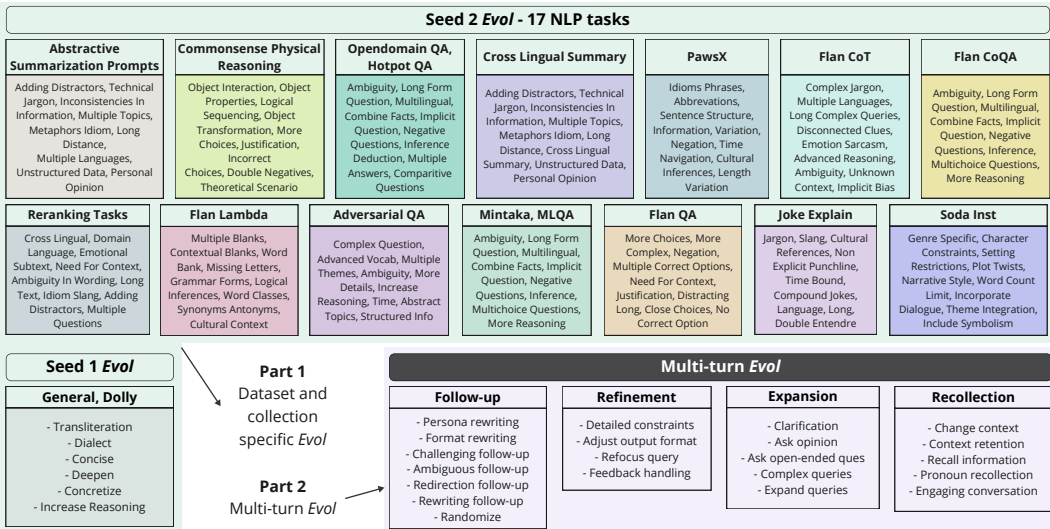 Seed 2 Evol - 17 NLP tasks
Abstractive
Summarization Prompts
Adding Distractors, Technical
Jargon, Inconsistencies In
Information, Multiple Topics,
Metaphors Idiom, Long
Distance,
Multiple Languages,
Unstructured Data, Personal
Opinion
Commonsense Physical
Reasoning
Object Interaction, Object
Properties, Logical
Sequencing, Object
Transformation, More
Choices, Justification,
Incorrect
Choices, Double Negatives,
Theoretical Scenario
Opendomain QA,
Hotpot QA
Ambiguity, Long Form
Question, Multilingual,
Combine Facts, Implicit
Question, Negative
Questions, Inference
Deduction, Multiple
Answers, Comparitive
Questions
Cross Lingual Summary
Adding Distractors, Technical
Jargon, Inconsistencies In
Information, Multiple Topics,
Metaphors Idiom, Long
Distance, Cross Lingual
Summary, Unstructured Data,
Personal Opinion
PawsX
Idioms Phrases,
Abbrevations,
Sentence Structure,
Information, Variation,
Negation, Time
Navigation, Cultural
Inferences, Length
Variation
Flan CoT
Complex Jargon,
Multiple Languages,
Long Complex Queries,
Disconnected Clues,
Emotion Sarcasm,
Advanced Reasoning,
Ambiguity, Unknown
Context, Implicit Bias
Flan CoQA
Ambiguity, Long Form
Question, Multilingual,
Combine Facts, Implicit
Question, Negative
Questions, Inference,
Multichoice Questions,
More Reasoning
Reranking Tasks
Cross Lingual, Domain
Language, Emotional
Subtext, Need For Context,
Ambiguity In Wording, Long
Text, Idiom Slang, Adding
Distractors, Multiple
Questions
Flan Lambda
Multiple Blanks,
Contextual Blanks, Word
Bank, Missing Letters,
Grammar Forms, Logical
Inferences, Word Classes,
Synonyms Antonyms,
Cultural Context
Adversarial QA
Complex Question,
Advanced Vocab, Multiple
Themes, Ambiguity, More
Details, Increase
Reasoning, Time, Abstract
Topics, Structured Info
Mintaka, MLQA
Ambiguity, Long Form
Question, Multilingual,
Combine Facts, Implicit
Question, Negative
Questions, Inference,
Multichoice Questions,
More Reasoning
Flan QA
More Choices, More
Complex, Negation,
Multiple Correct Options,
Need For Context,
Justification, Distracting
Long, Close Choices, No
Correct Option
Joke Explain
Jargon, Slang, Cultural
References, Non
Explicit Punchline,
Time Bound,
Compound Jokes,
Language, Long,
Double Entendre
Soda Inst
Genre Specific, Character
Constraints, Setting
Restrictions, Plot Twists,
Narrative Style, Word Count
Limit, Incorporate
Dialogue, Theme Integration,
Include Symbolism
Seed 1 Evol
General, Dolly
- Transliteration
- Dialect
- Concise
- Deepen
- Concretize
- Increase Reasoning
Part 1
Dataset and
collection
specific Evol
Part 2
Multi-turn Evol
Multi-turn Evol
Follow-up
- Persona rewriting
- Format rewriting
- Challenging follow-up
- Ambiguous follow-up
- Redirection follow-up
- Rewriting follow-up
- Randomize
Refinement
- Detailed constraints
- Adjust output format
- Refocus query
- Feedback handling
Expansion
- Clarification
- Ask opinion
- Ask open-ended ques
- Complex queries
- Expand queries
Recollection
- Change context
- Context retention
- Recall information
- Pronoun recollection
- Engaging conversation